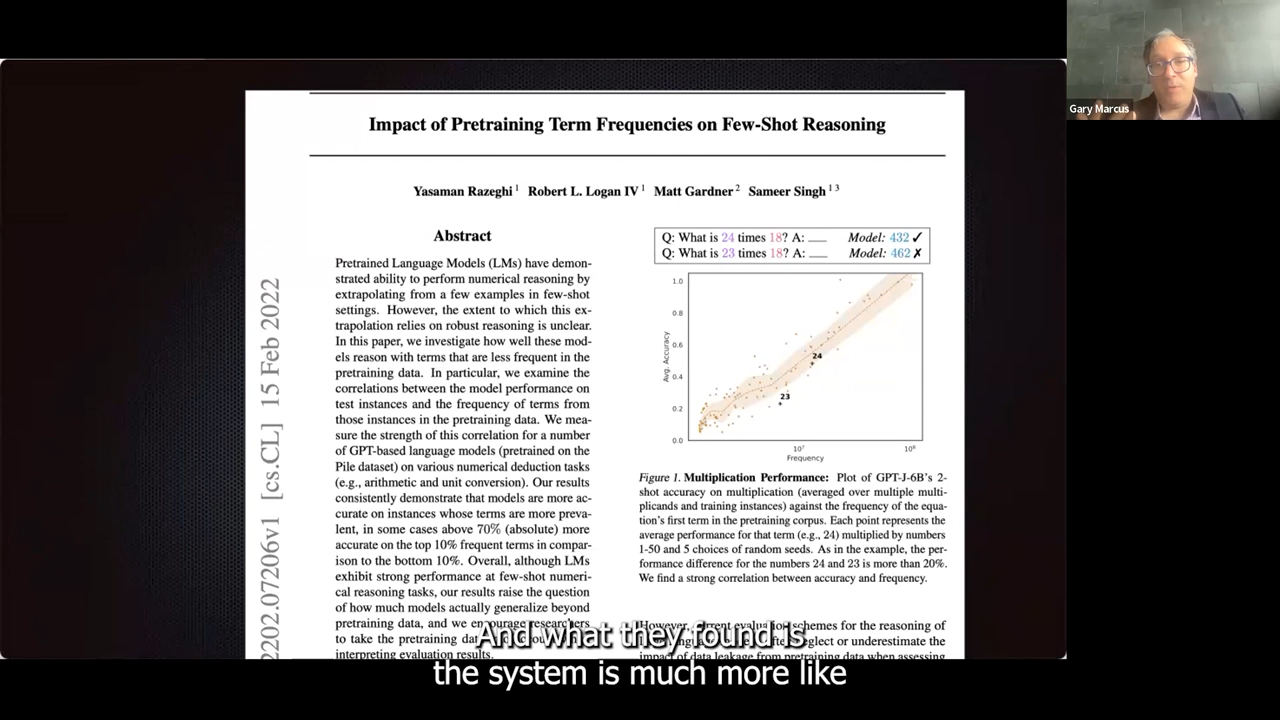 Gary Marcus
Impact of Pretraining Term Frequencies on Few-Shot Reasoning
Yasaman Razeghi 1 Robert L. Logan IV 1 Matt Gardner 2 Sameer Singh 1 3
2202.07206v1 [cs.CL] 15 Feb 2022
Abstract
Pretrained Language Models (LMs) have demon-
strated ability to perform numerical reasoning by
extrapolating from a few examples in few-shot
settings. However, the extent to which this ex-
trapolation relies on robust reasoning is unclear.
In this paper, we investigate how well these mod-
els reason with terms that are less frequent in the
pretraining data. In particular, we examine the
correlations between the model performance on
test instances and the frequency of terms from
those instances in the pretraining data. We mea-
sure the strength of this correlation for a number
of GPT-based language models (pretrained on the
Pile dataset) on various numerical deduction tasks
(e.g., arithmetic and unit conversion). Our results
consistently demonstrate that models are more ac-
curate on instances whose terms are more preva-
lent, in some cases above 70% (absolute) more
accurate on the top 10% frequent terms in compar-
ison to the bottom 10%. Overall, although LMs
exhibit strong performance at few-shot numeri-
cal reasoning tasks, our results raise the question
of how much models actually generalize beyond
pretraining data, and we encourage researchers
to take the pretraining data
interpreting evaluation results.
Q: What is 24 times 18? A: ___ Model: 432 ✓
Q: What is 23 times 18? A: ___ Model: 462 ✗
1.0
0.8
0.6
0.4
0.2
0.0
Avg. Accuracy
24
23
10^7
10^8
Frequency
Figure 1. Multiplication Performance: Plot of GPT-J-6B's 2-
shot accuracy on multiplication (averaged over multiple multi-
plicands and training instances) against the frequency of the equa-
tion's first term in the pretraining corpus. Each point represents the
average performance for that term (e.g., 24) multiplied by numbers
1-50 and 5 choices of random seeds. As in the example, the per-
formance difference for the numbers 24 and 23 is more than 20%.
We find a strong correlation between accuracy and frequency.
However, current evaluation schemes for the reasoning of
neglect or underestimate the
impact of data leakage from pretraining data when assessing
And what they found is
the system is much more like